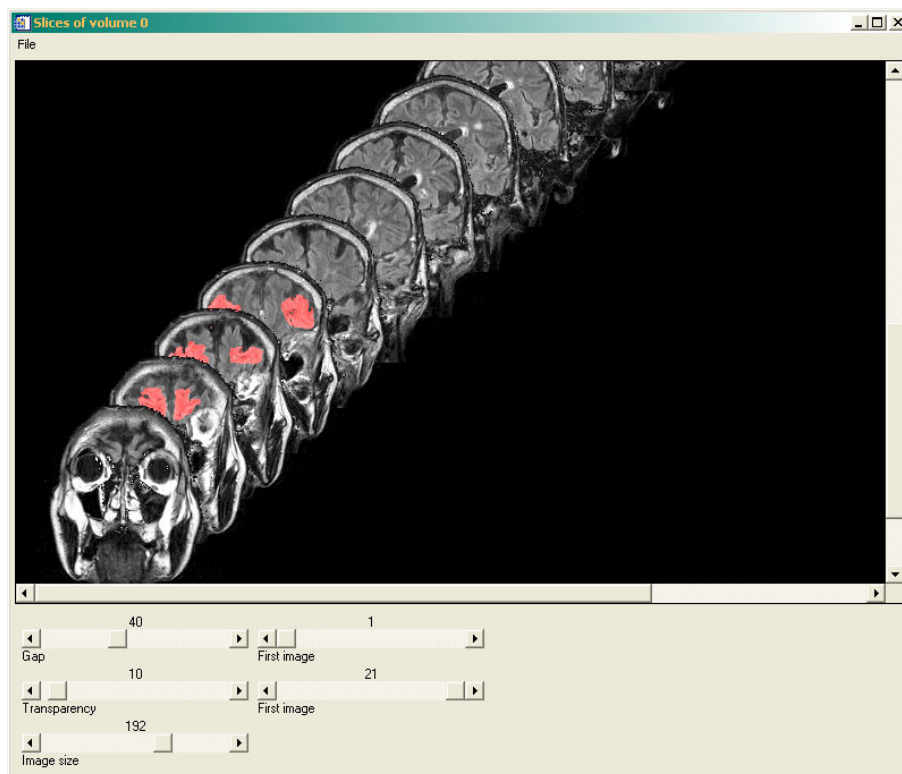 Slices of volume 0
File
40
Gap
1
First image
10
Transparency
21
First image
192
Image size